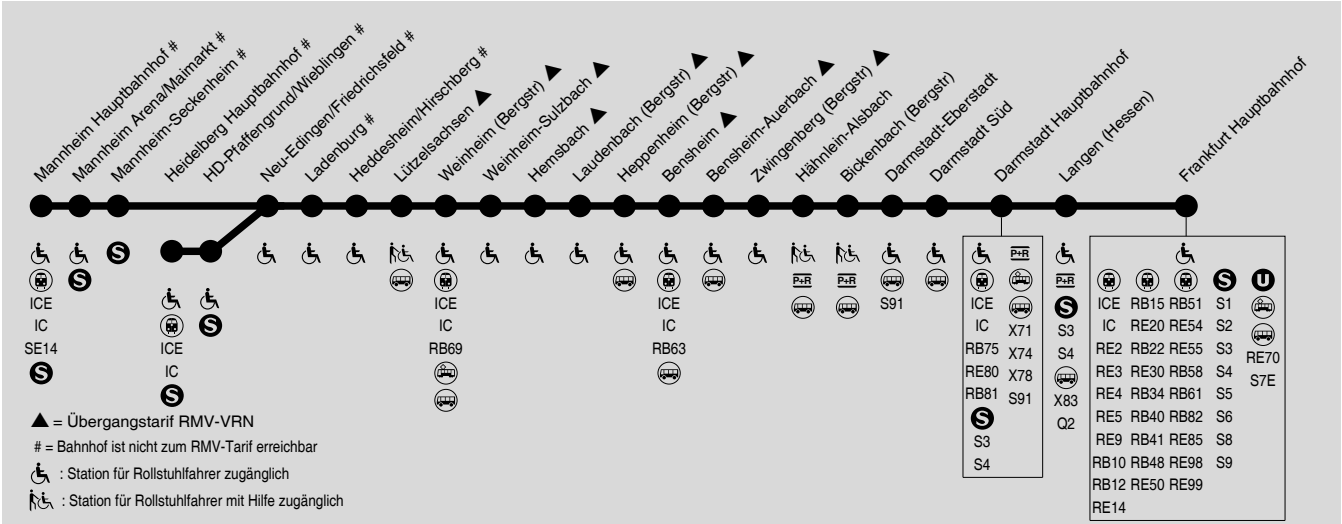 Mannheim Hauptbahnhof #
Mannheim Arena/Maimarkt #
Mannheim-Seckenheim #
Heidelberg Hauptbahnhof #
HD-Pfaffengrund/Wieblingen #
Neu-Edingen/Friedrichsfeld #
Ladenburg #
Heddesheim/Hirschberg #
Lützelsachsen ▲
Weinheim (Bergstr) ▲
Weinheim-Sulzbach ▲
Hemsbach ▲
Laudenbach (Bergstr) ▲
Heppenheim (Bergstr) ▲
Bensheim ▲
Bensheim-Auerbach ▲
Zwingenberg (Bergstr) ▲
Hähnlein-Alsbach
Bickenbach (Bergstr)
Darmstadt-Eberstadt
Darmstadt Süd
Darmstadt Hauptbahnhof
Langen (Hessen)
Frankfurt Hauptbahnhof
ICE
IC
SE14
S
S
S
ICE
IC
S
S
ICE
IC
RB69
ICE
IC
RB63
P+R
P+R
S91
ICE
IC
RB75
RE80
RB81
S
S3
S4
P+R
X71
X74
X78
S91
P+R
S
S3
S4
X83
Q2
ICE
IC
RE2
RE3
RE4
RE5
RE9
RB10
RB12
RE14
RB15
RE20
RB22
RE30
RB34
RB40
RB41
RB48
RE50
RB51
RE54
RE55
RB58
RB61
RB82
RE85
RE98
RE99
S
S1
S2
S3
S4
S5
S6
S8
S9
U
RE70
S7E
▲ = Übergangstarif RMV-VRN
# = Bahnhof ist nicht zum RMV-Tarif erreichbar
: Station für Rollstuhlfahrer zugänglich
: Station für Rollstuhlfahrer mit Hilfe zugänglich